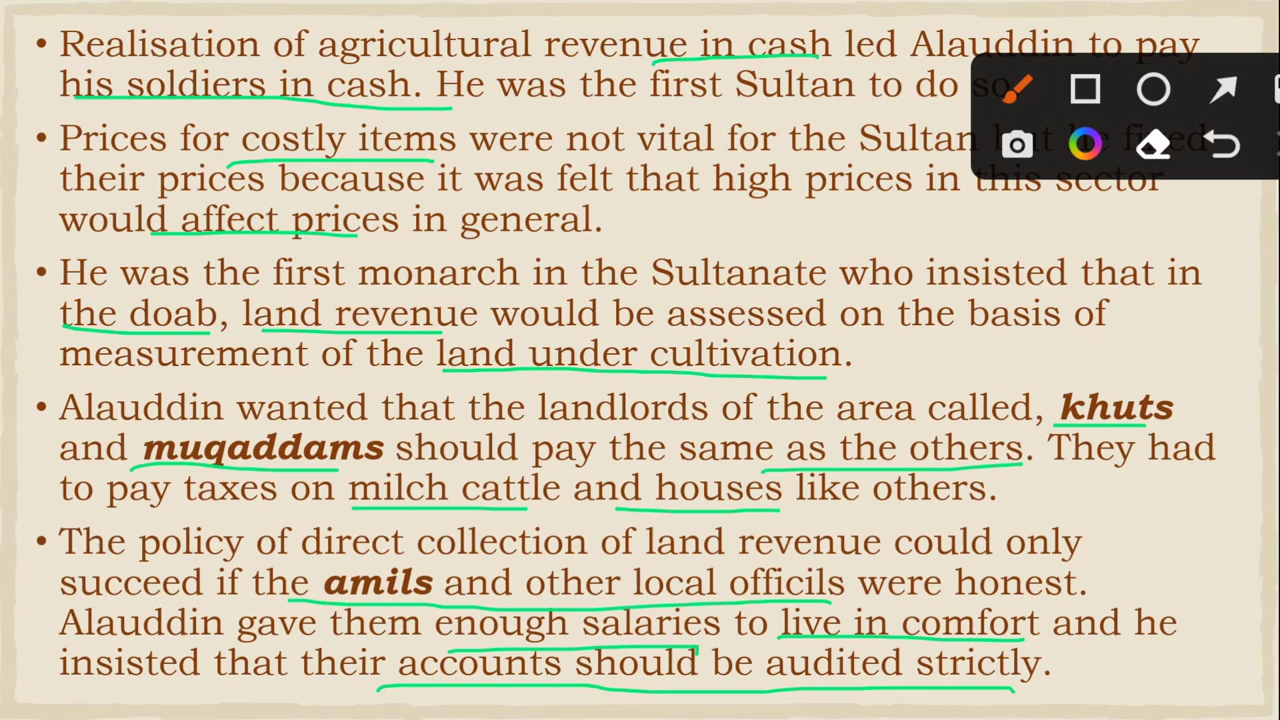 • Realisation of agricultural revenue in cash led Alauddin to pay
his soldiers in cash. He was the first Sultan to do so.
• Prices for costly items were not vital for the Sultan but he fixed
their prices because it was felt that high prices in this sector
would affect prices in general.
• He was the first monarch in the Sultanate who insisted that in
the doab, land revenue would be assessed on the basis of
measurement of the land under cultivation.
• Alauddin wanted that the landlords of the area called, khuts
and muqaddams should pay the same as the others. They had
to pay taxes on milch cattle and houses like others.
• The policy of direct collection of land revenue could only
succeed if the amils and other local officils were honest.
Alauddin gave them enough salaries to live in comfort and he
insisted that their accounts should be audited strictly.